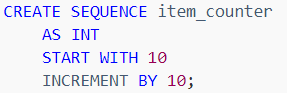 CREATE SEQUENCE item_counter
    AS INT
    START WITH 10
    INCREMENT BY 10;